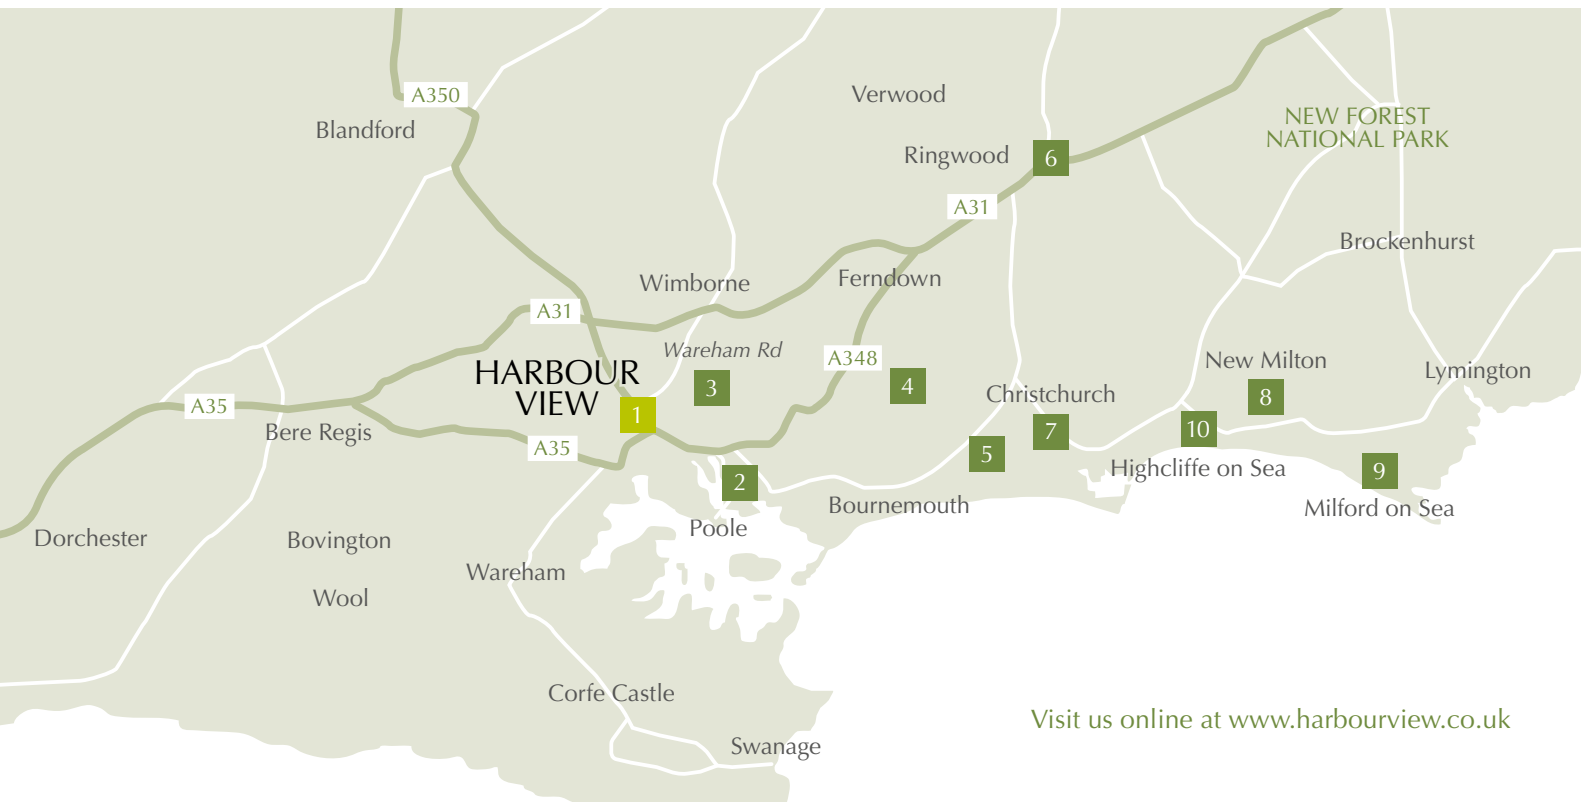 A350
Verwood
Blandford
NEW FOREST
NATIONAL PARK
Ringwood
6
A31
Brockenhurst
Wimborne
Ferndown
A31
Wareham Rd
A348
HARBOUR
VIEW
1
3
4
New Milton
8
Lymington
Christchurch
A35
Bere Regis
A35
7
10
5
2
Highcliffe on Sea
9
Bournemouth
Milford on Sea
Poole
Dorchester
Bovington
Wareham
Wool
Corfe Castle
Visit us online at www.harbourview.co.uk
Swanage